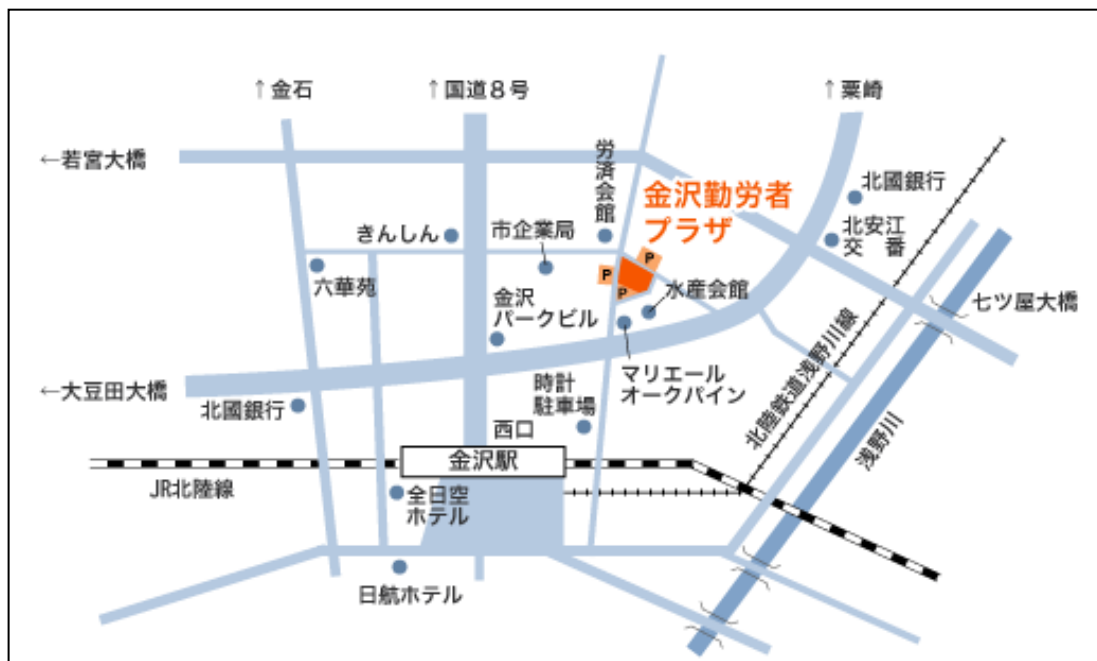 ↑金石
↑国道8号
↑粟崎
←若宮大橋
労済会館
金沢勤労者
プラザ
北國銀行
きんしん
市企業局
北安江
交番
六華苑
P
P
P
水産会館
金沢
パークビル
七ツ屋大橋
←大豆田大橋
北國銀行
時計
駐車場
マリエール
オークパイン
北陸鉄道浅野川線
浅野川
西口
金沢駅
JR北陸線
全日空
ホテル
日航ホテル